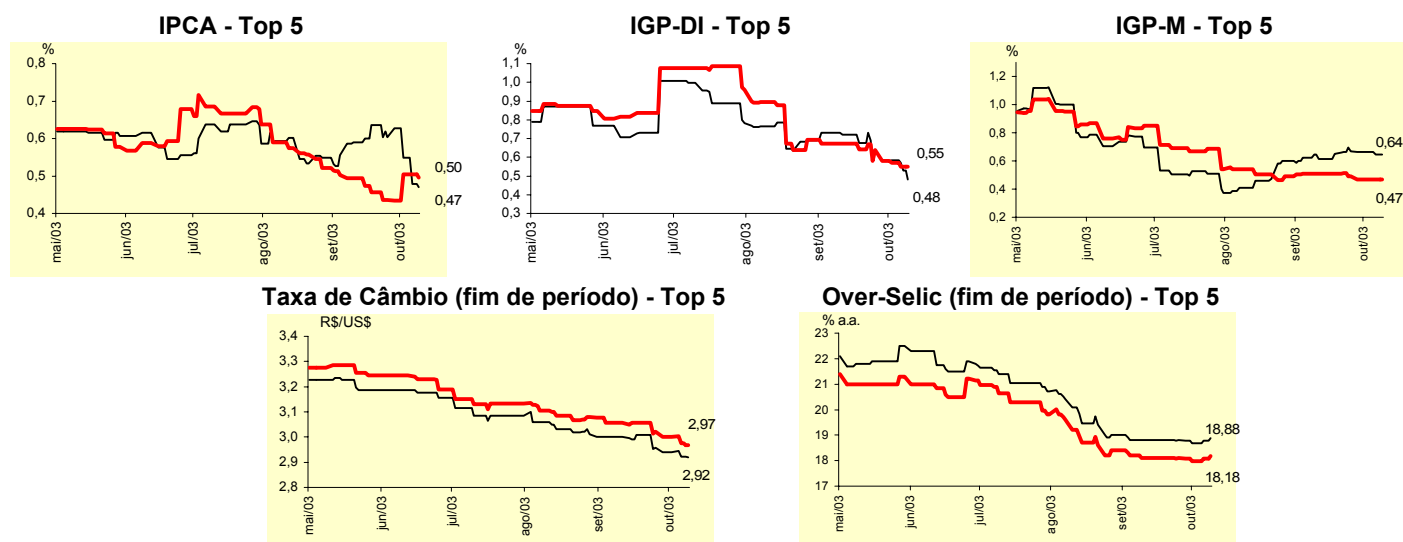 IPCA - Top 5
%
0,8
0,7
0,6
0,5
0,4
0,50
0,47
mai/03
jun/03
jul/03
ago/03
set/03
out/03
IGP-DI - Top 5
%
1,1
1,0
0,9
0,8
0,7
0,6
0,5
0,4
0,3
0,55
0,48
mai/03
jun/03
jul/03
ago/03
set/03
out/03
IGP-M - Top 5
%
1,2
1,0
0,8
0,6
0,4
0,2
0,64
0,47
mai/03
jun/03
jul/03
ago/03
set/03
out/03
Taxa de Câmbio (fim de período) - Top 5
R$/US$
3,4
3,3
3,2
3,1
3,0
2,9
2,8
2,97
2,92
mai/03
jun/03
jul/03
ago/03
set/03
out/03
Over-Selic (fim de período) - Top 5
% a.a.
23
22
21
20
19
18
17
18,88
18,18
mai/03
jun/03
jul/03
ago/03
set/03
out/03